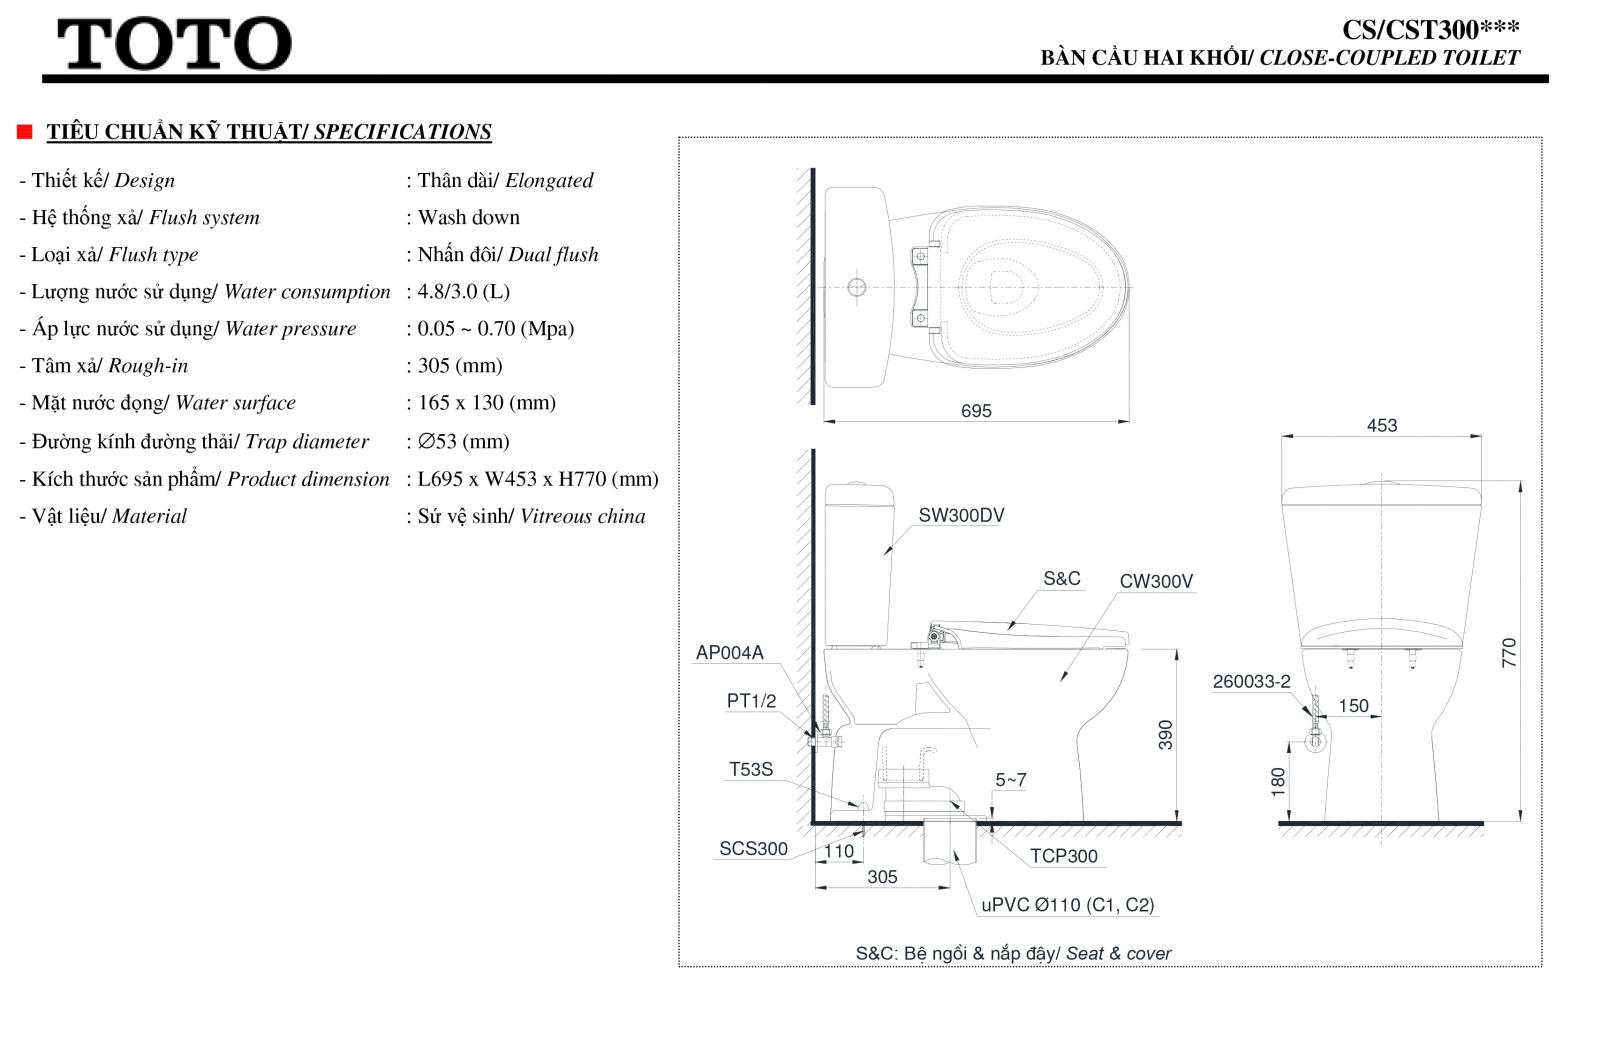 TOTO
CS/CST300***
BÀN CẦU HAI KHỐI/ CLOSE-COUPLED TOILET
TIÊU CHUẨN KỸ THUẬT/ SPECIFICATIONS
- Thiết kế/ Design : Thân dài/ Elongated
- Hệ thống xả/ Flush system : Wash down
- Loại xả/ Flush type : Nhấn đôi/ Dual flush
- Lượng nước sử dụng/ Water consumption : 4.8/3.0 (L)
- Áp lực nước sử dụng/ Water pressure : 0.05 ~ 0.70 (Mpa)
- Tâm xả/ Rough-in : 305 (mm)
- Mặt nước đọng/ Water surface : 165 x 130 (mm)
- Đường kính đường thải/ Trap diameter : ∅53 (mm)
- Kích thước sản phẩm/ Product dimension : L695 x W453 x H770 (mm)
- Vật liệu/ Material : Sứ vệ sinh/ Vitreous china
695
453
SW300DV
S&C
CW300V
AP004A
770
260033-2
PT1/2
150
390
T53S
5~7
180
SCS300
110
TCP300
305
uPVC Ø110 (C1, C2)
S&C: Bệ ngồi & nắp đậy/ Seat & cover